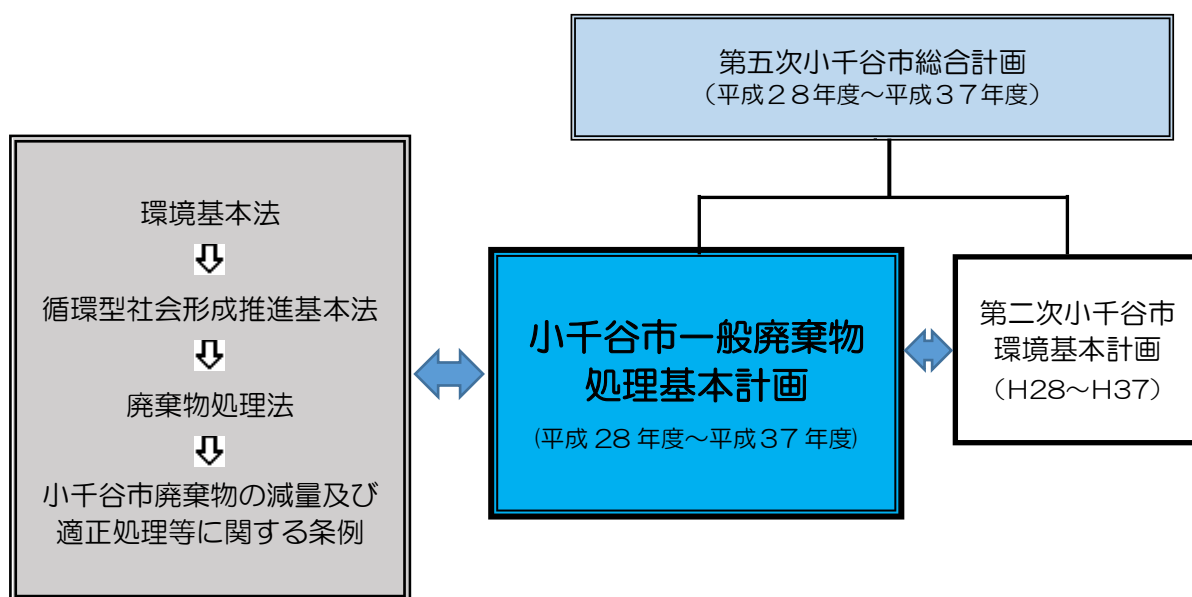 第五次小千谷市総合計画
（平成２８年度～平成３７年度）
環境基本法
循環型社会形成推進基本法
廃棄物処理法
小千谷市廃棄物の減量及び
適正処理等に関する条例
小千谷市一般廃棄物
処理基本計画
(平成 28 年度～平成３７年度)
第二次小千谷市
環境基本計画
（H28～H37）